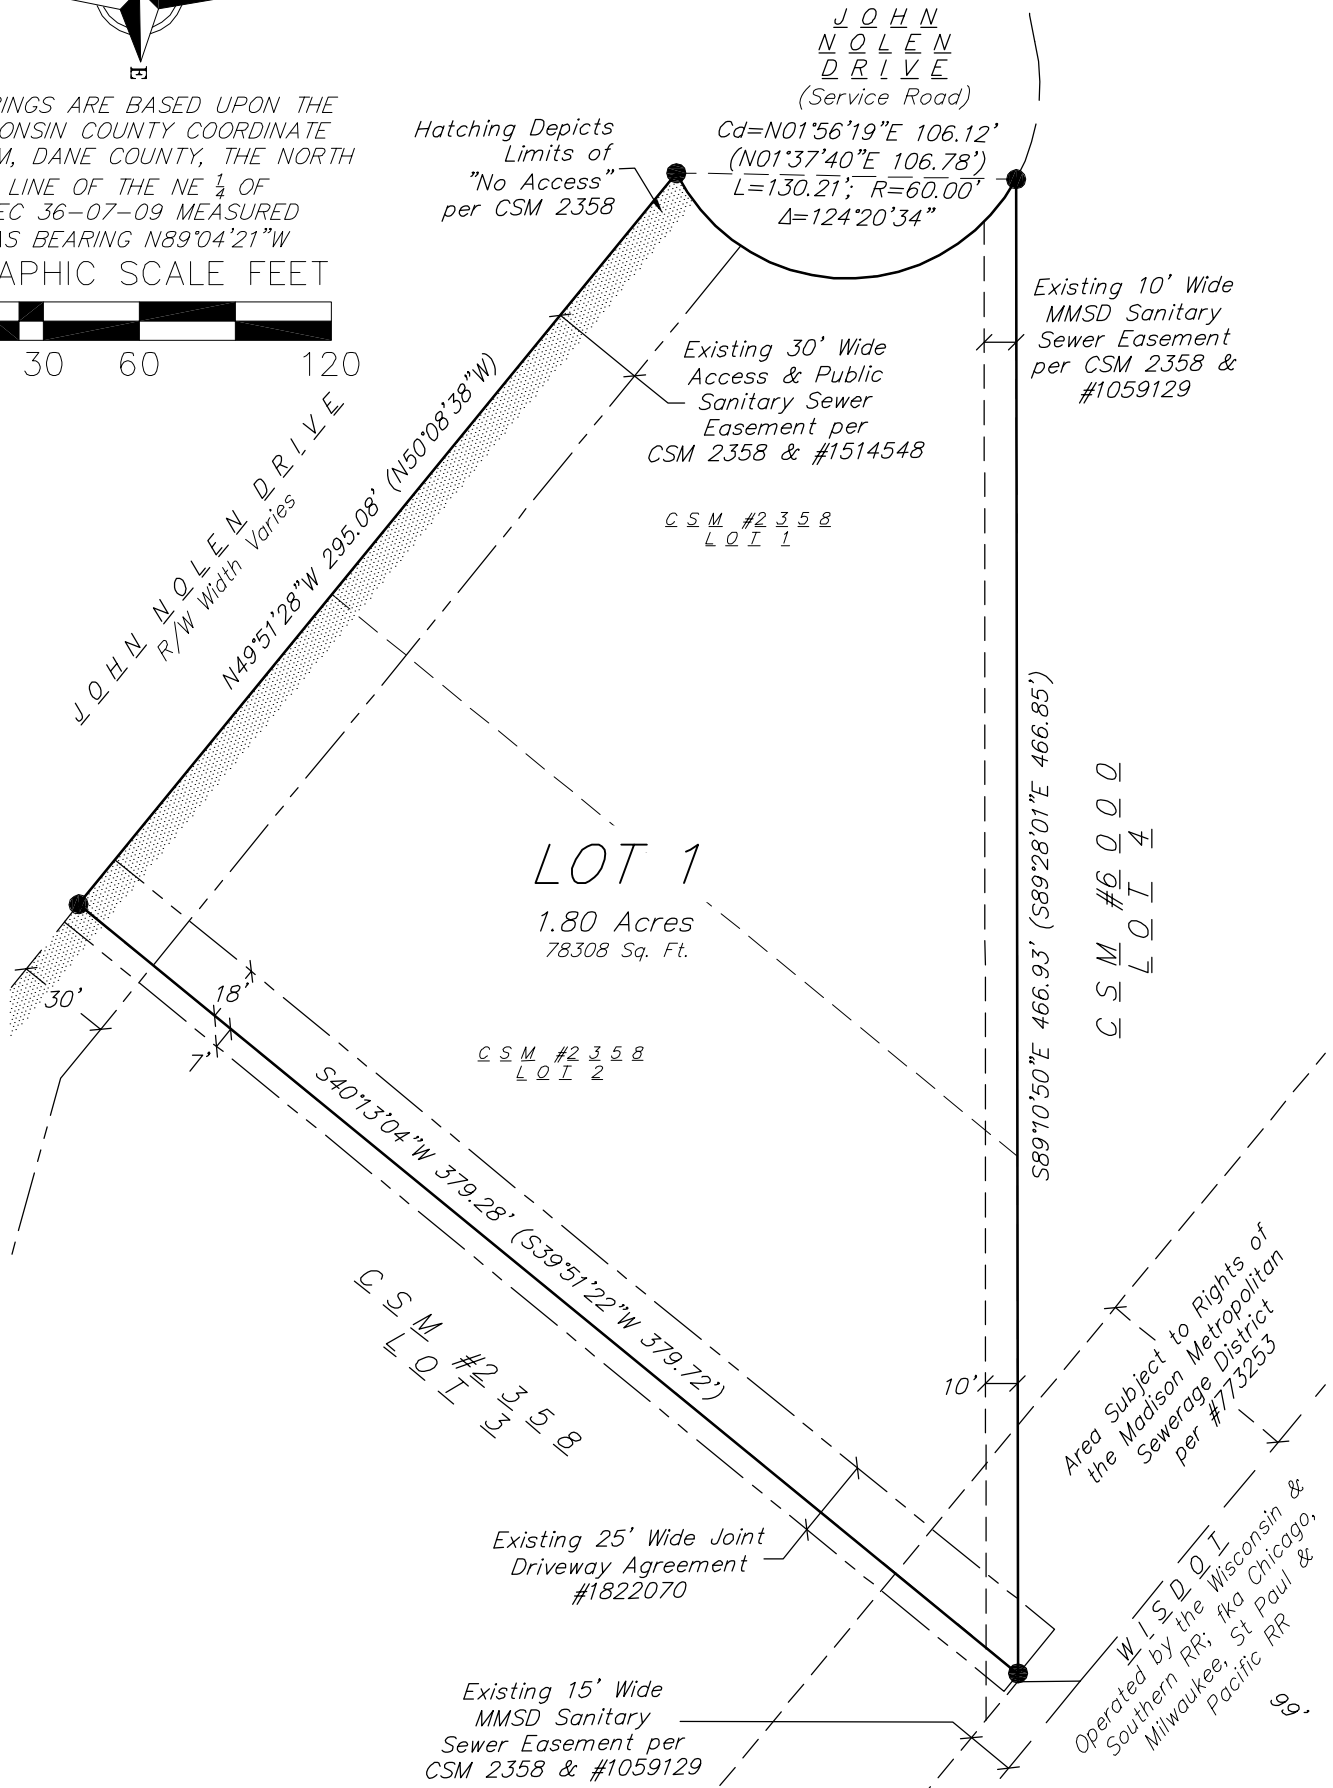 E
INGS ARE BASED UPON THE
ONSIN COUNTY COORDINATE
M, DANE COUNTY, THE NORTH
LINE OF THE NE 1/4 OF
EC 36-07-09 MEASURED
AS BEARING N89°04'21"W
APHIC SCALE FEET
30 60 120
JOHN
NOLEN
DRIVE
(Service Road)
Cd=N01°56'19"E 106.12'
(N01°37'40"E 106.78')
L=130.21'; R=60.00'
Δ=124°20'34"
Hatching Depicts
Limits of
"No Access"
per CSM 2358
Existing 10' Wide
MMSD Sanitary
Sewer Easement
per CSM 2358 &
#1059129
Existing 30' Wide
Access & Public
Sanitary Sewer
Easement per
CSM 2358 & #1514548
CSM #2358
LOT 1
JOHN NOLEN DRIVE
R/W Width Varies
N49°51'28"W 295.08' (N50°08'38"W)
S89°10'50"E 466.93' (S89°28'01"E 466.85')
CSM #6000
LOT 4
LOT 1
1.80 Acres
78308 Sq. Ft.
30'
18'
7'
CSM #2358
LOT 2
S40°13'04"W 379.28' (S39°51'22"W 379.72')
CSM #2358
LOT 3
10'
Area Subject to Rights of
the Madison Metropolitan
Sewerage District
per #773253
Existing 25' Wide Joint
Driveway Agreement
#1822070
Existing 15' Wide
MMSD Sanitary
Sewer Easement per
CSM 2358 & #1059129
WISDOT
Operated by the Wisconsin &
Southern RR; fka Chicago,
Milwaukee, St Paul &
Pacific RR
99'